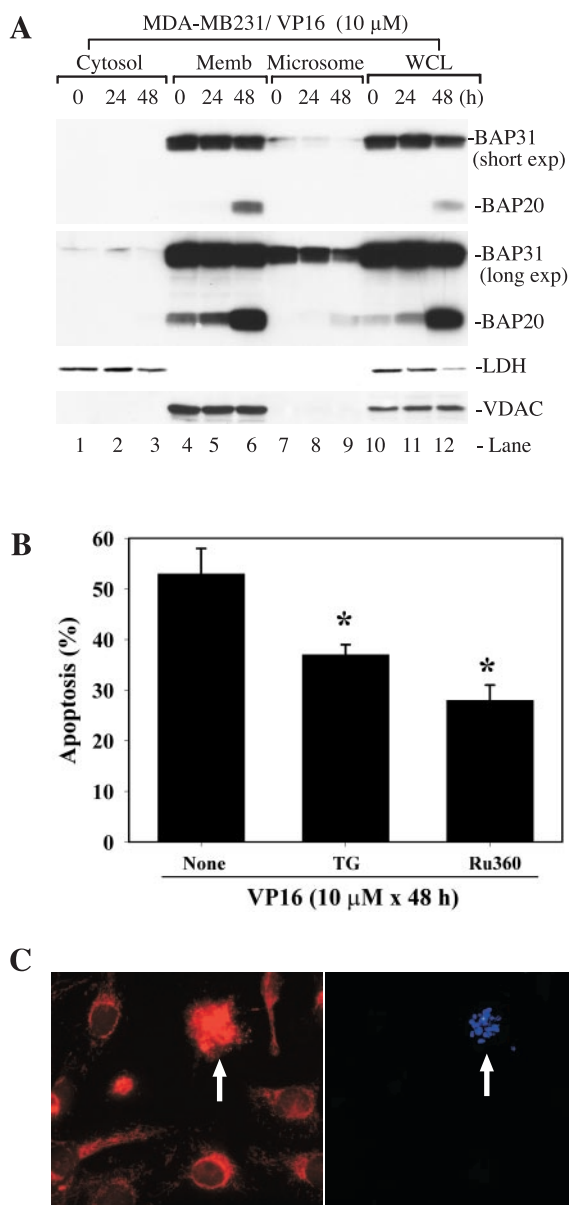 A
MDA-MB231/ VP16 (10 μM)
Cytosol Memb Microsome WCL
0 24 48 0 24 48 0 24 48 0 24 48 (h)
-BAP31
(short exp)
-BAP20
-BAP31
(long exp)
-BAP20
-LDH
-VDAC
1 2 3 4 5 6 7 8 9 10 11 12 - Lane
B
60
50
40
30
20
10
0
Apoptosis (%)
* *
None TG Ru360
VP16 (10 μM x 48 h)
C